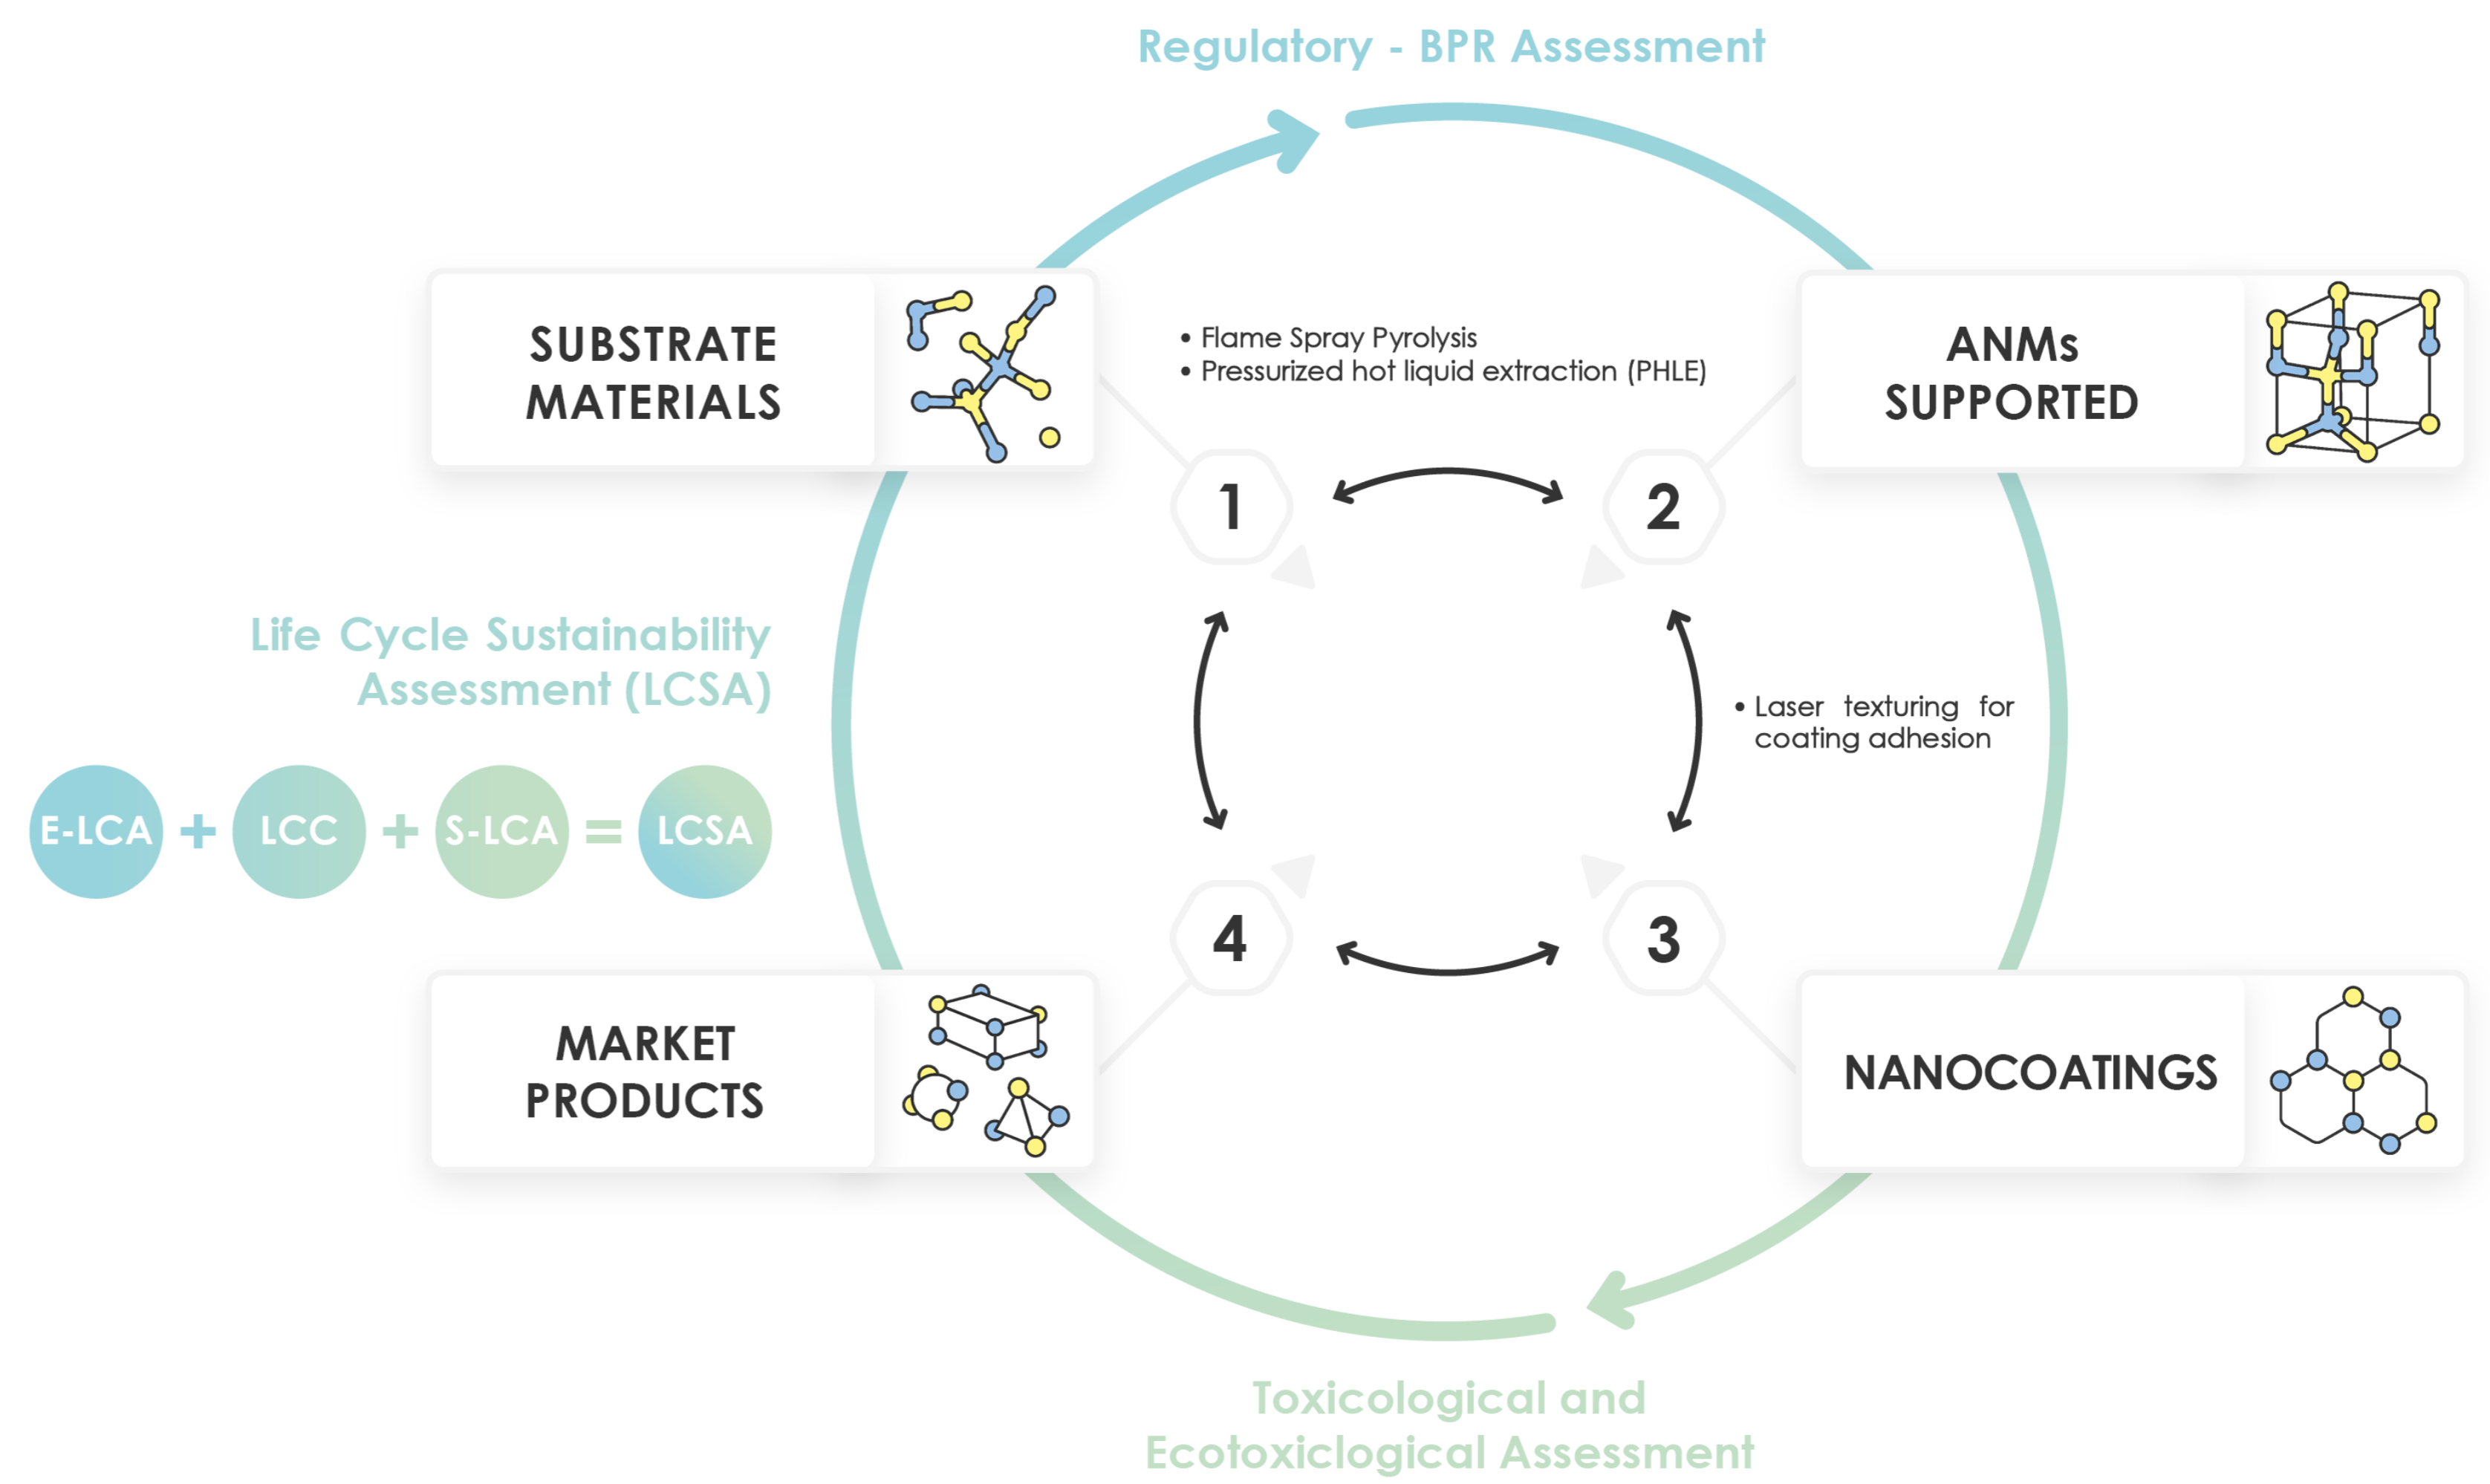 Regulatory - BPR Assessment
SUBSTRATE
MATERIALS
• Flame Spray Pyrolysis
• Pressurized hot liquid extraction (PHLE)
ANMs
SUPPORTED
1
2
Life Cycle Sustainability
Assessment (LCSA)
E-LCA + LCC + S-LCA = LCSA
• Laser texturing for
coating adhesion
4
3
MARKET
PRODUCTS
NANOCOATINGS
Toxicological and
Ecotoxiclogical Assessment